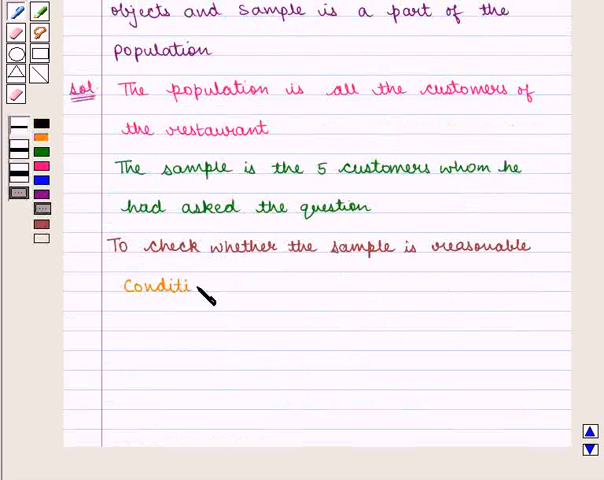 objects and sample is a part of the
population
Sol The population is all the customers of
the restaurant
The sample is the 5 customers whom he
had asked the question
To check whether the sample is reasonable
Conditi